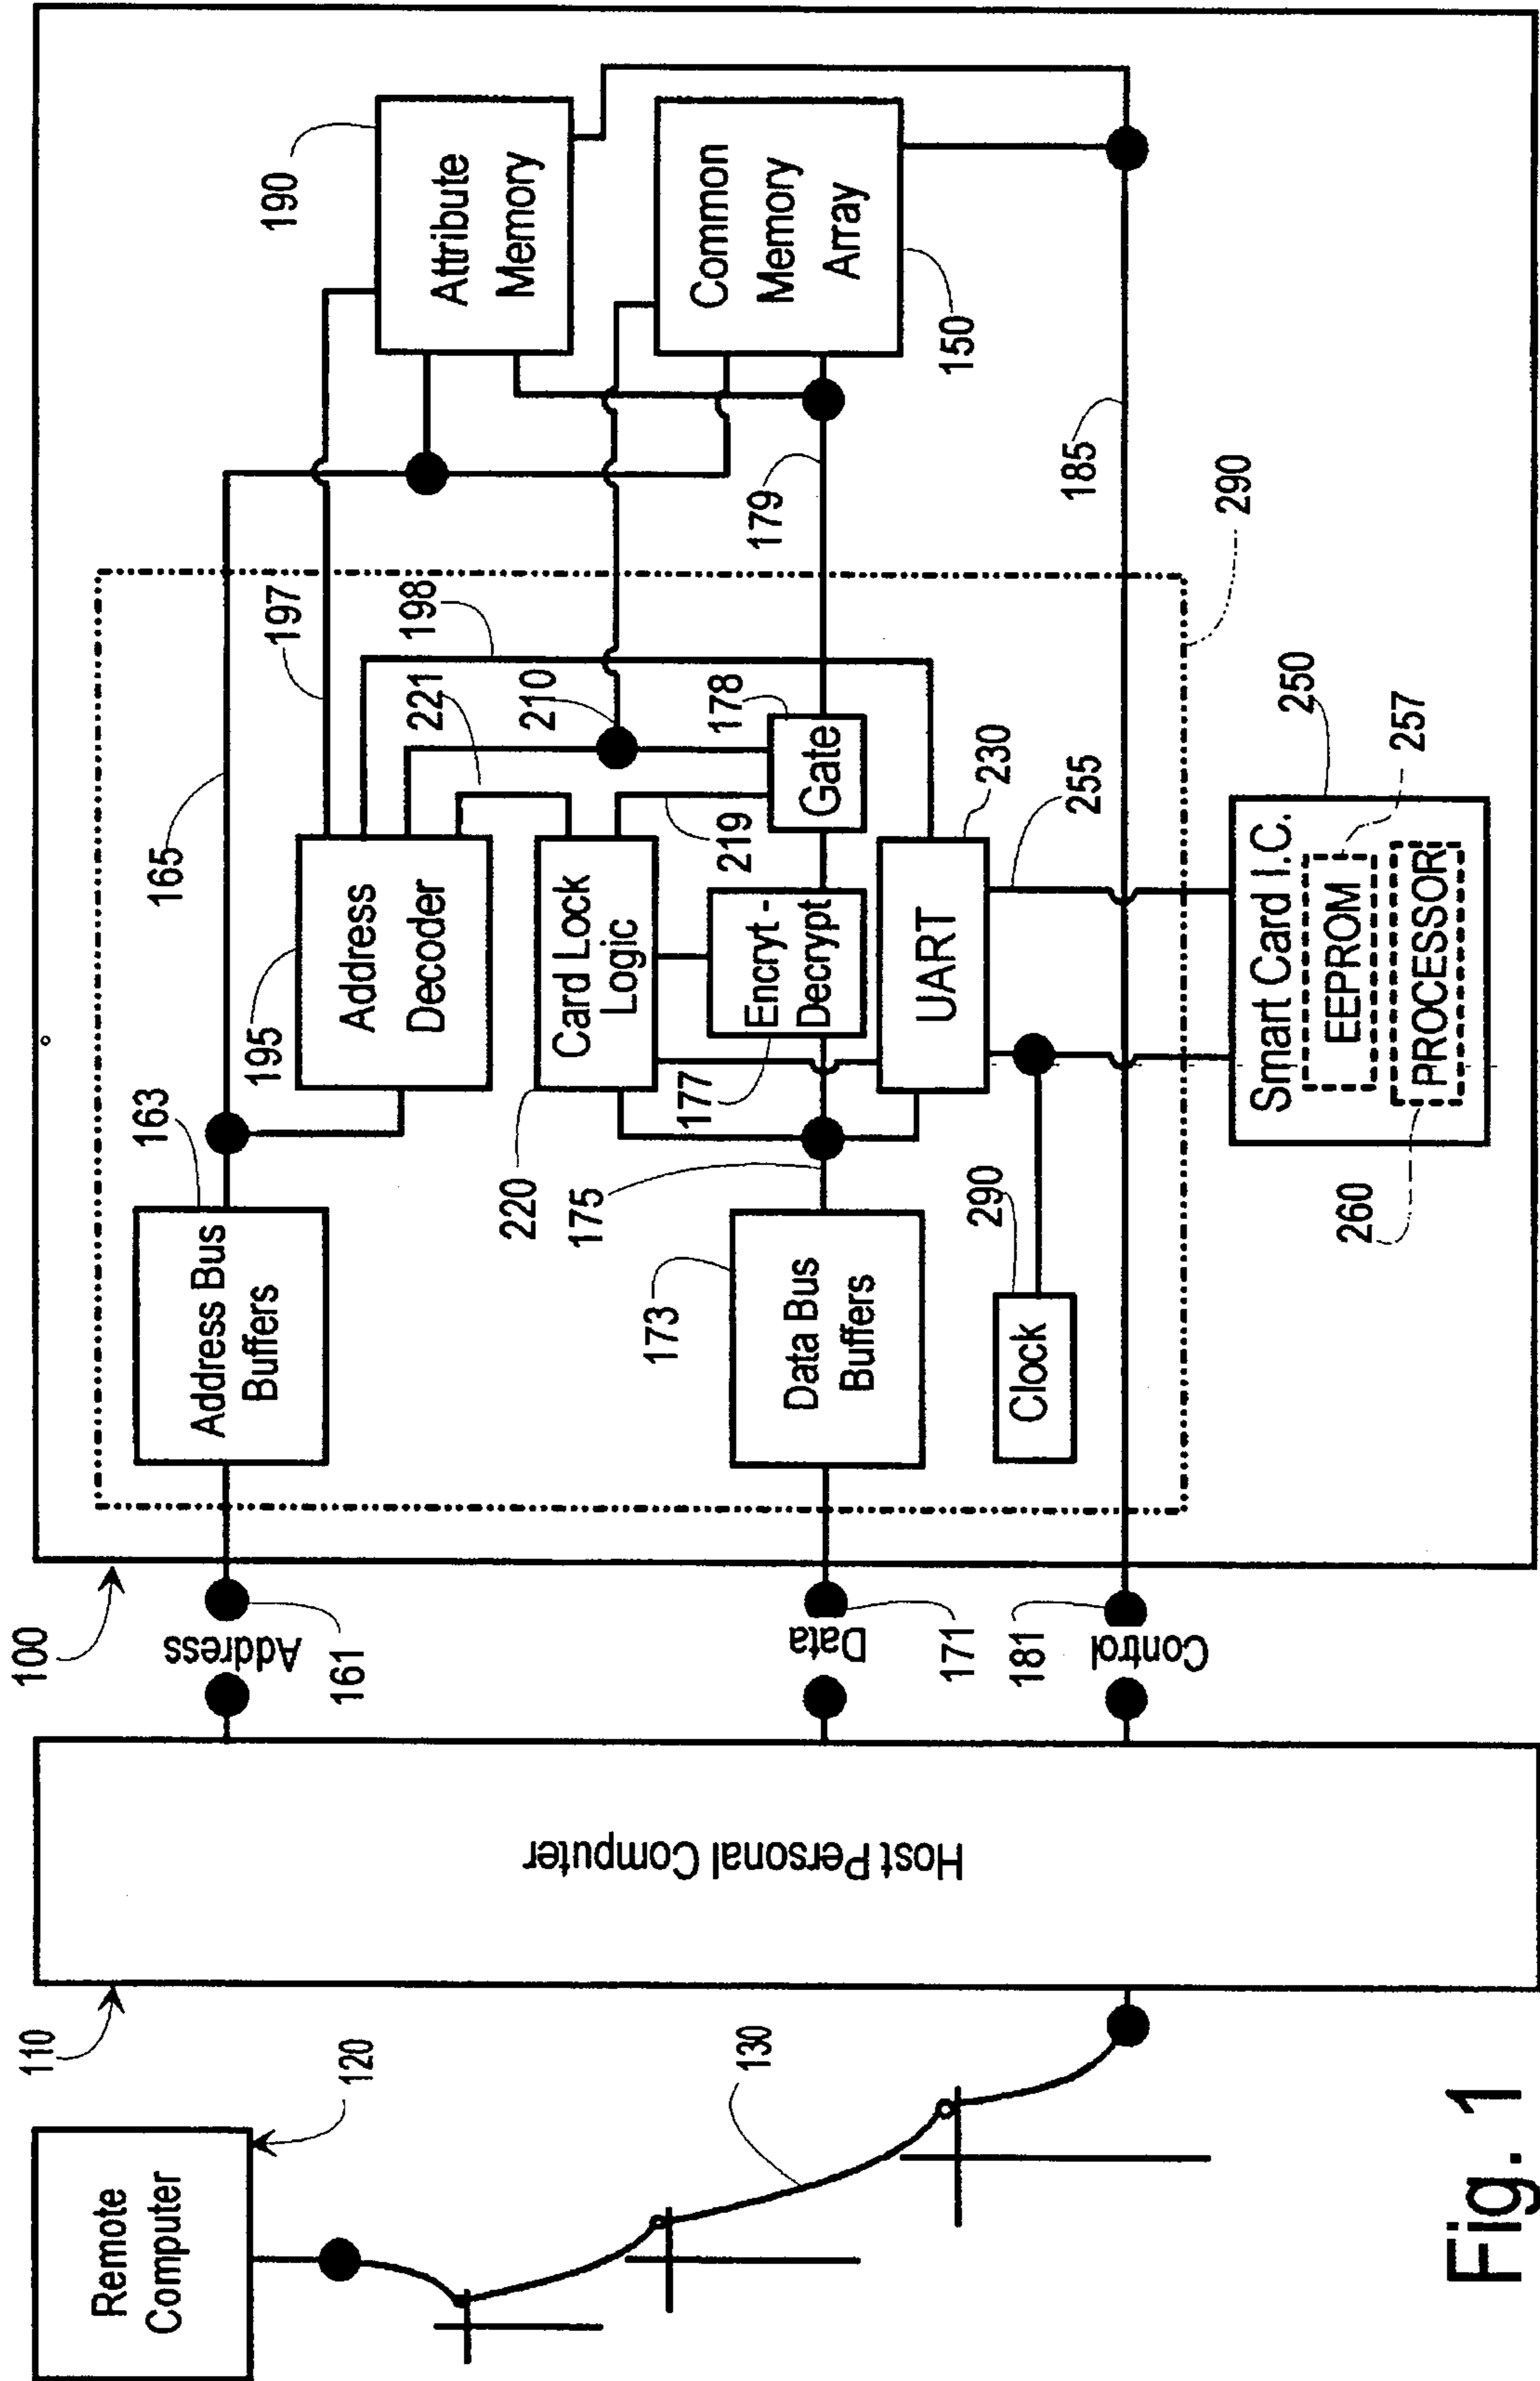 Remote
Computer
120
110
130
Host Personal Computer
100
Address
161
Data
171
181
Control
Address Bus
Buffers
163
165
195
Address
Decoder
197
198
221
210
220
Card Lock
Logic
219
178
Gate
179
175
177
Encryt -
Decrypt
173
Data Bus
Buffers
UART
230
290
Clock
255
185
290
190
Attribute
Memory
Common
Memory
Array
150
250
Smart Card I.C.
EEPROM
257
PROCESSOR
260
Fig. 1